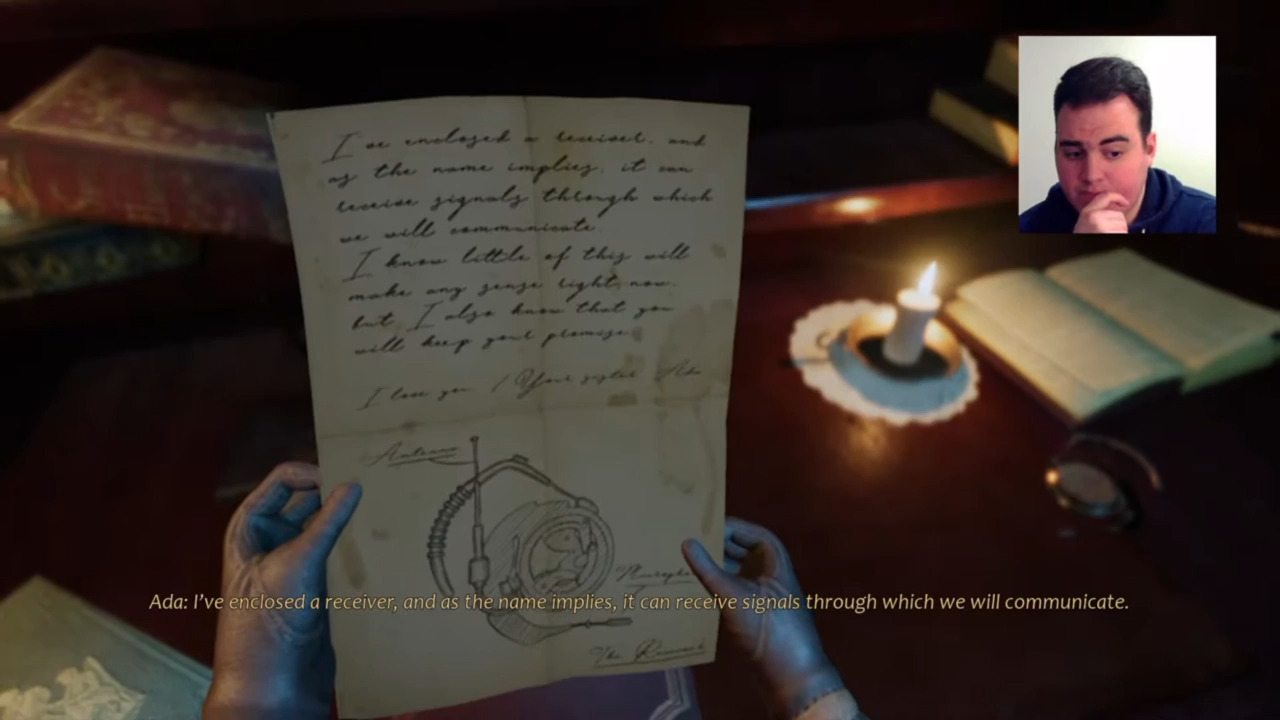 I've enclosed a receiver, and
as the name implies, it can
receive signals through which
we will communicate.
I know little of this will
make any sense right now,
but I also know that you
will keep your promise.
I love you / Your sister Ada
Antenna
Ada: I've enclosed a receiver, and as the name implies, it can receive signals through which we will communicate.
The